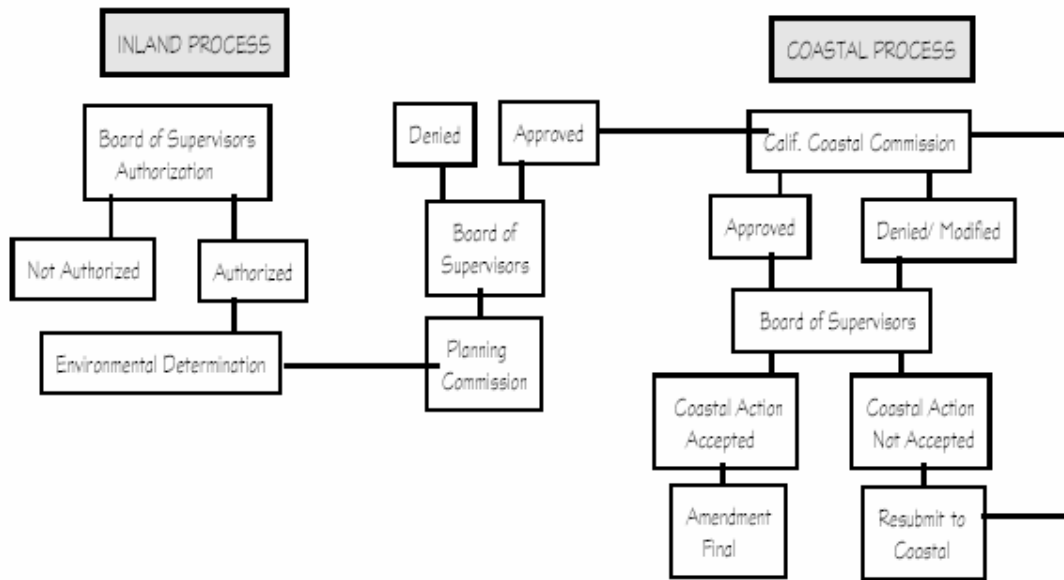 INLAND PROCESS
Board of Supervisors
Authorization
Not Authorized
Authorized
Environmental Determination
Denied
Approved
Board of
Supervisors
Planning
Commission
COASTAL PROCESS
Calif. Coastal Commission
Approved
Denied/ Modified
Board of Supervisors
Coastal Action
Accepted
Coastal Action
Not Accepted
Amendment
Final
Resubmit to
Coastal